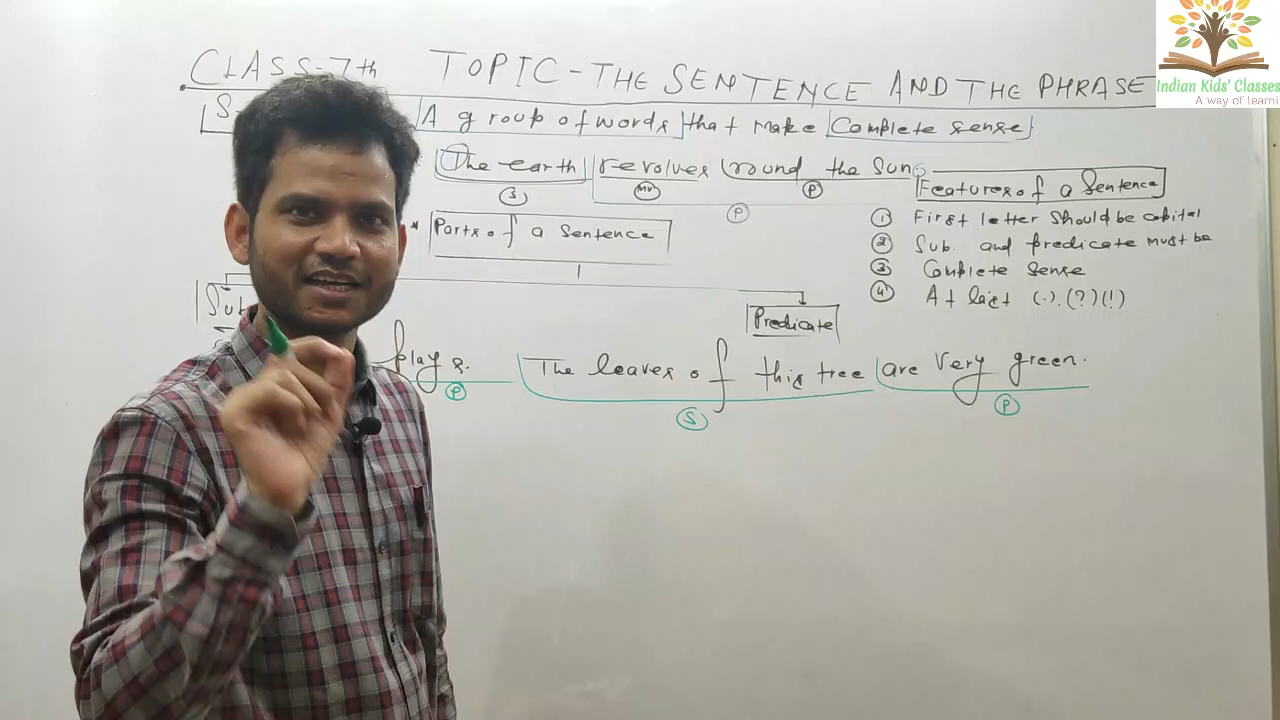 CLASS-7th TOPIC-THE SENTENCE AND THE PHRASE
Indian Kids' Classes
A way of learni
S
A group of words that make Complete sense
The earth revolves round the Sun.
S MV P
P
Features of a Sentence
1 First letter should be capital
2 Sub. and predicate must be
3 Complete sense
4 At last (.).(?)(!)
* Parts of a sentence
Sub
Predicate
plays. The leaves of this tree are very green.
P S P